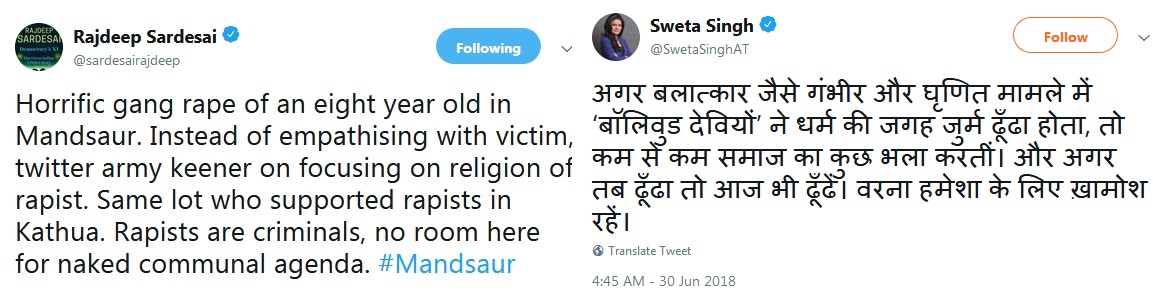 RAJDEEP
SARDESAI
Democracy's XI
Rajdeep Sardesai
@sardesairajdeep
Following
Horrific gang rape of an eight year old in
Mandsaur. Instead of empathising with victim,
twitter army keener on focusing on religion of
rapist. Same lot who supported rapists in
Kathua. Rapists are criminals, no room here
for naked communal agenda. #Mandsaur
Sweta Singh
@SwetaSinghAT
Follow
अगर बलात्कार जैसे गंभीर और घृणित मामले में
‘बॉलिवुड देवियों’ ने धर्म की जगह जुर्म ढूँढा होता, तो
कम से कम समाज का कुछ भला करतीं। और अगर
तब ढूँढा तो आज भी ढूँढें। वरना हमेशा के लिए ख़ामोश
रहें।
Translate Tweet
4:45 AM - 30 Jun 2018